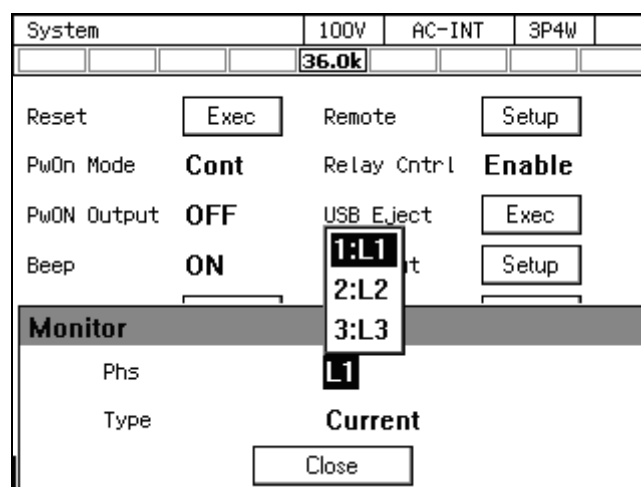 System 100V AC-INT 3P4W
36.0k
Reset Exec Remote Setup
PwOn Mode Cont Relay Cntrl Enable
PwON Output OFF USB Eject Exec
Beep ON Setup
1:L1
2:L2
3:L3
Monitor
Phs L1
Type Current
Close